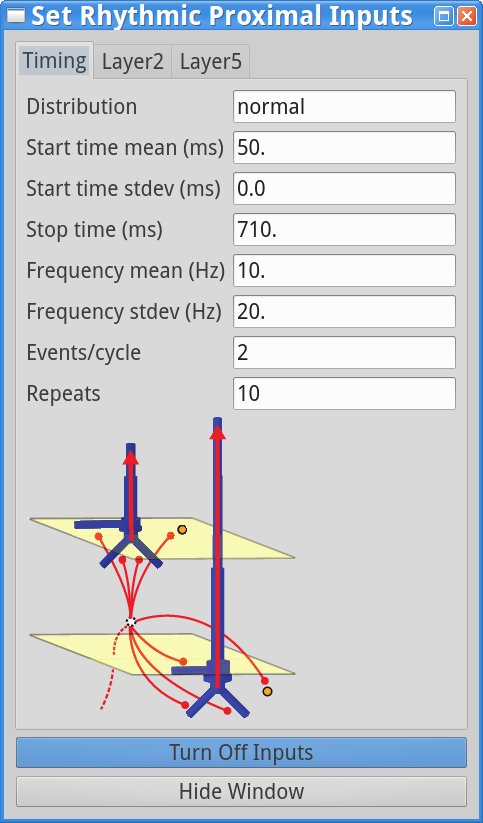 Set Rhythmic Proximal Inputs
Timing Layer2 Layer5
Distribution normal
Start time mean (ms) 50.
Start time stdev (ms) 0.0
Stop time (ms) 710.
Frequency mean (Hz) 10.
Frequency stdev (Hz) 20.
Events/cycle 2
Repeats 10
Turn Off Inputs
Hide Window